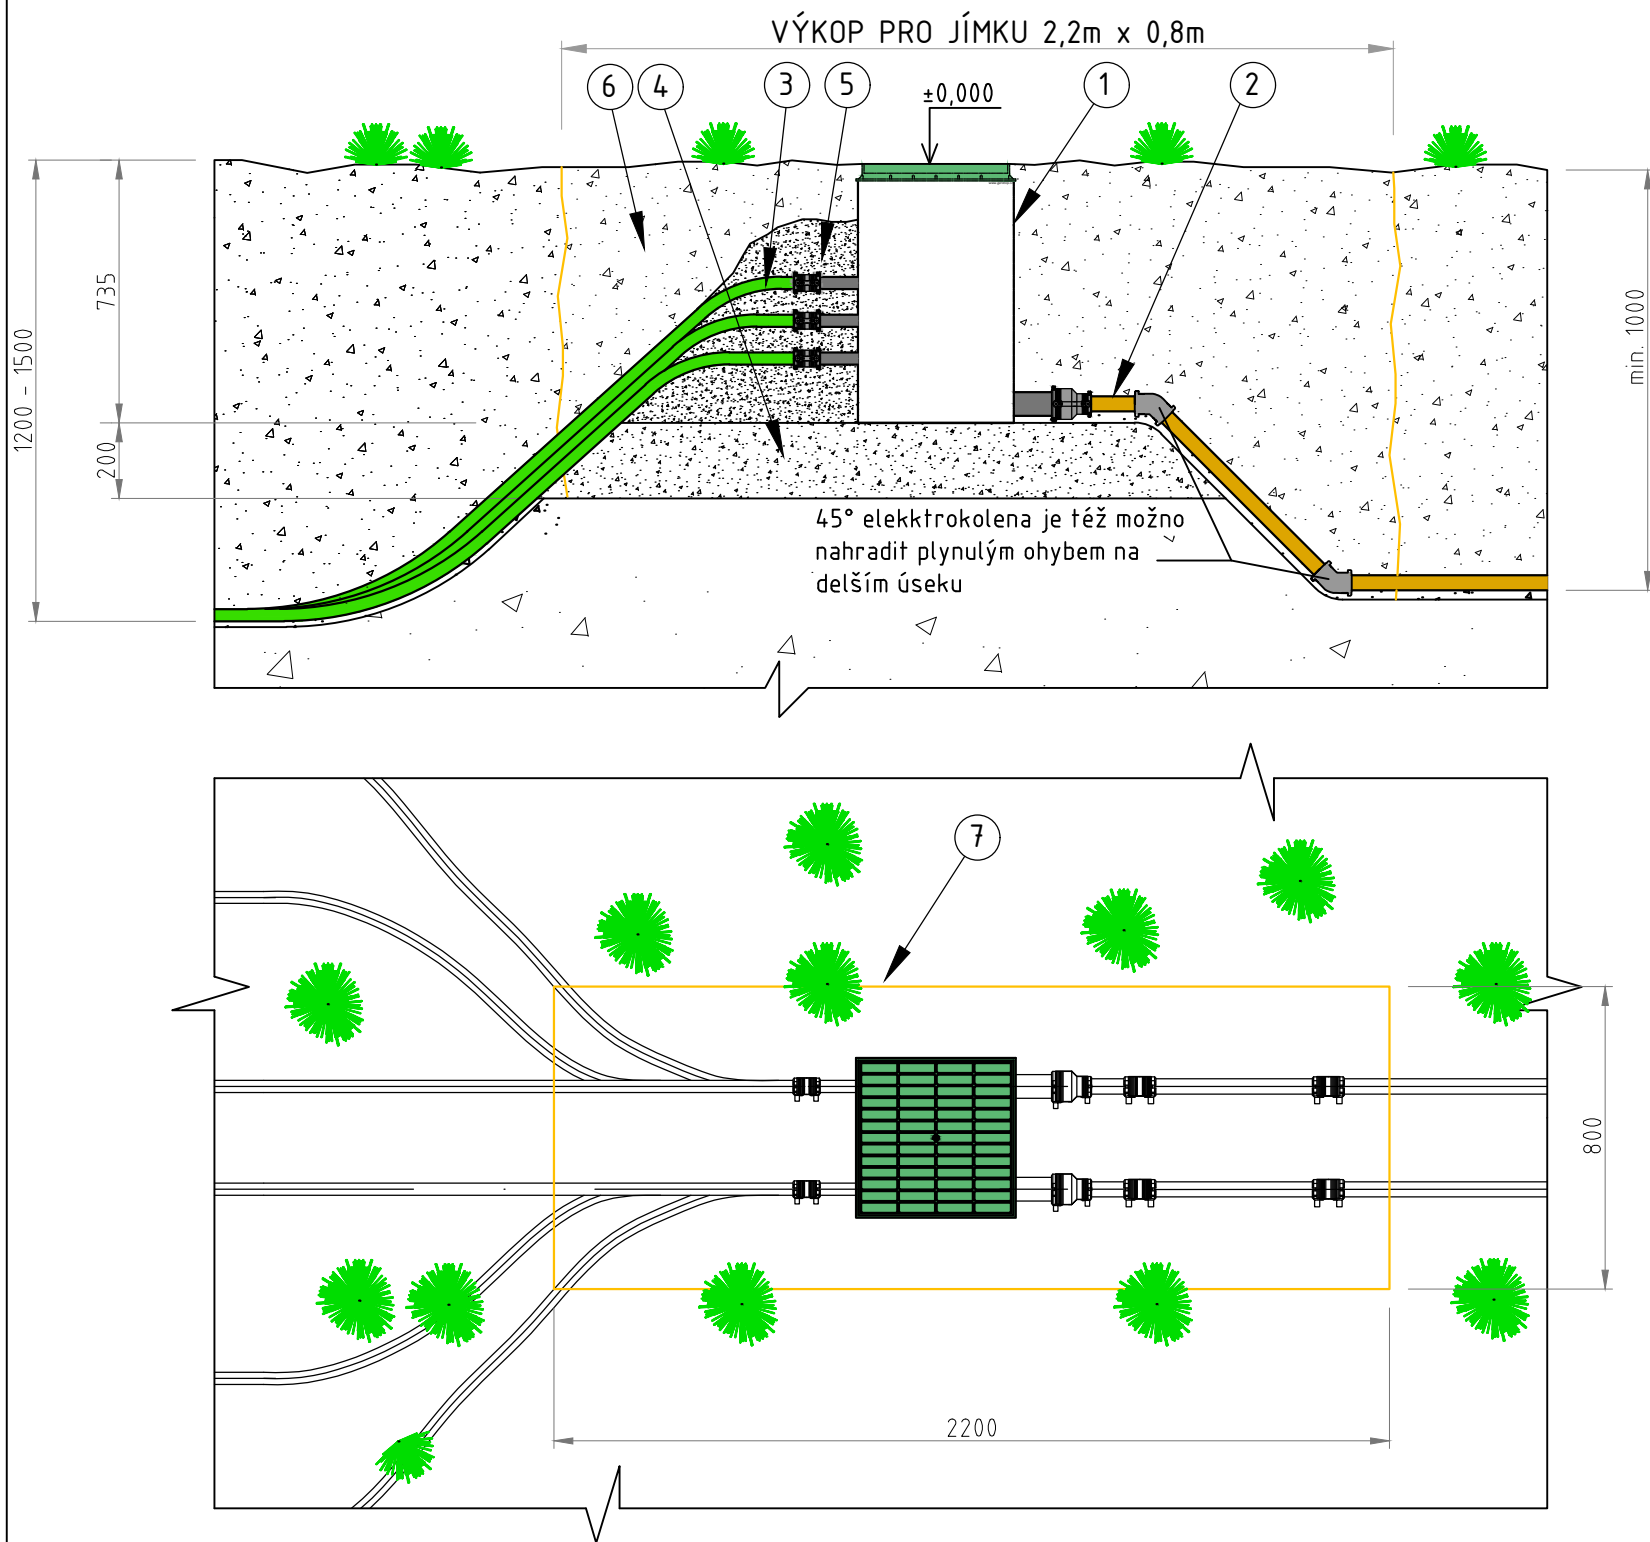 VÝKOP PRO JÍMKU 2,2m x 0,8m
6
4
3
5
±0,000
1
2
735
1200 - 1500
200
min 1000
45° elekktrokolena je též možno
nahradit plynulým ohybem na
delším úseku
7
800
2200